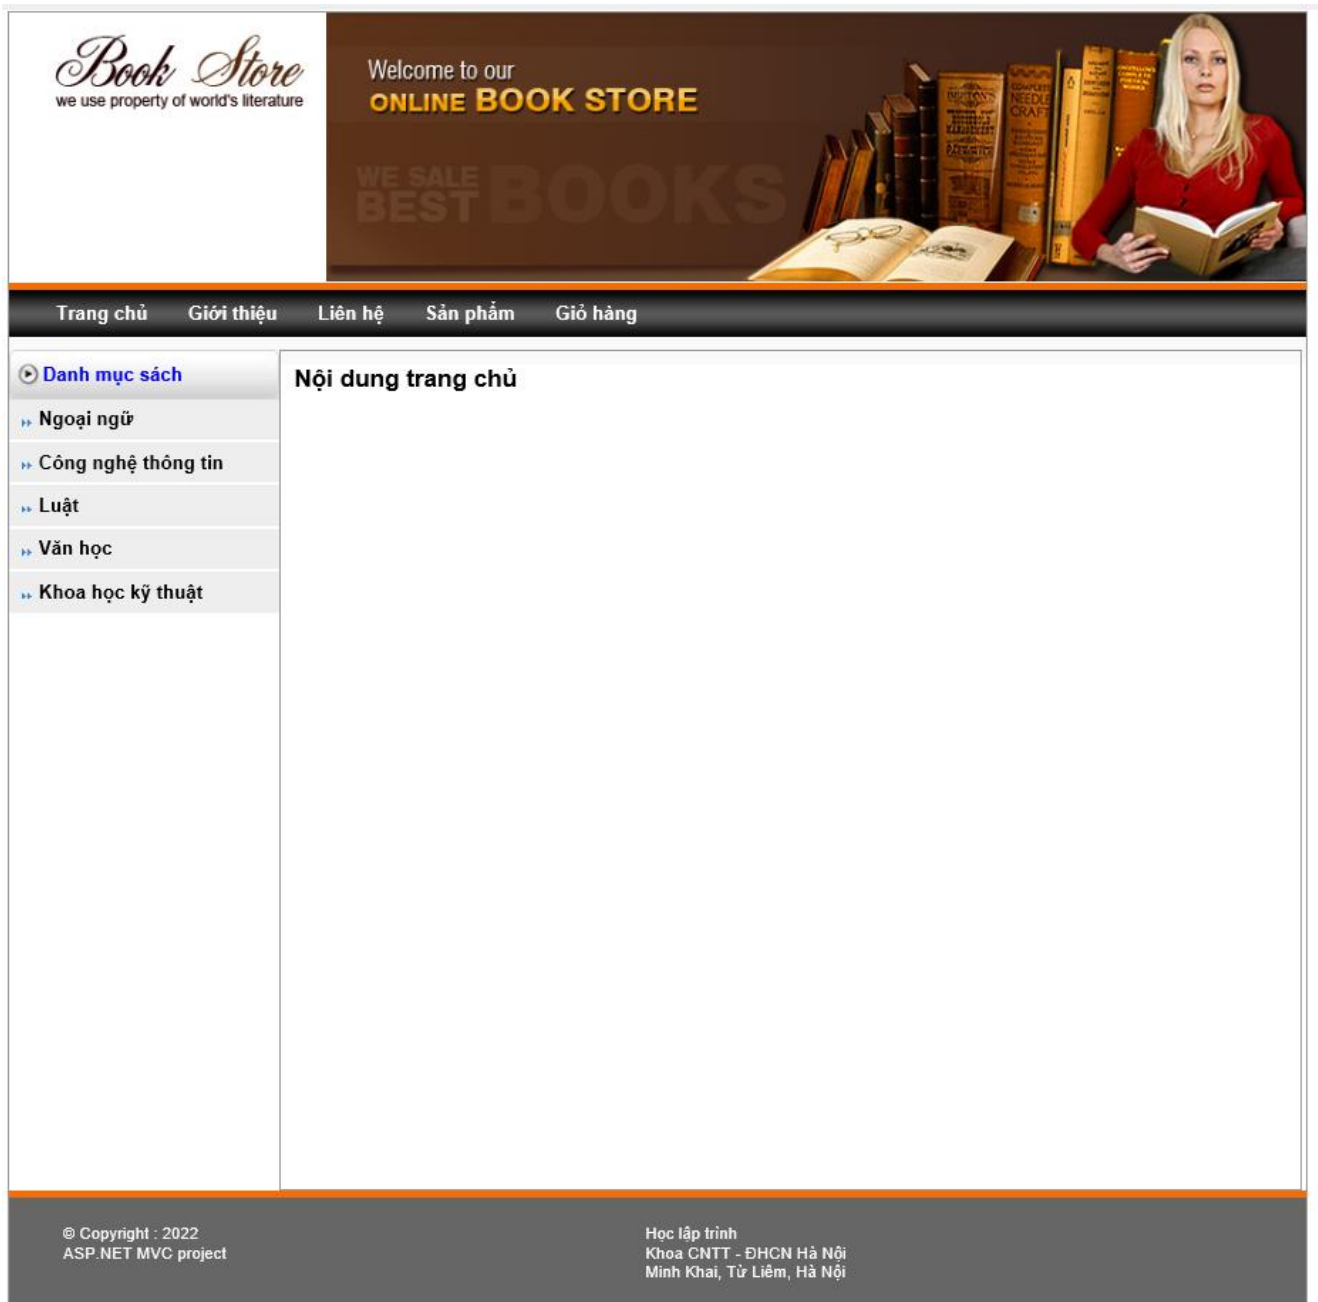 Book Store
we use property of world's literature
Welcome to our
ONLINE BOOK STORE
WE SALE
BEST BOOKS
Trang chủ Giới thiệu Liên hệ Sản phẩm Giỏ hàng
Danh mục sách
Ngoại ngữ
Công nghệ thông tin
Luật
Văn học
Khoa học kỹ thuật
Nội dung trang chủ
© Copyright : 2022
ASP.NET MVC project
Học lập trình
Khoa CNTT - ĐHCN Hà Nội
Minh Khai, Từ Liêm, Hà Nội